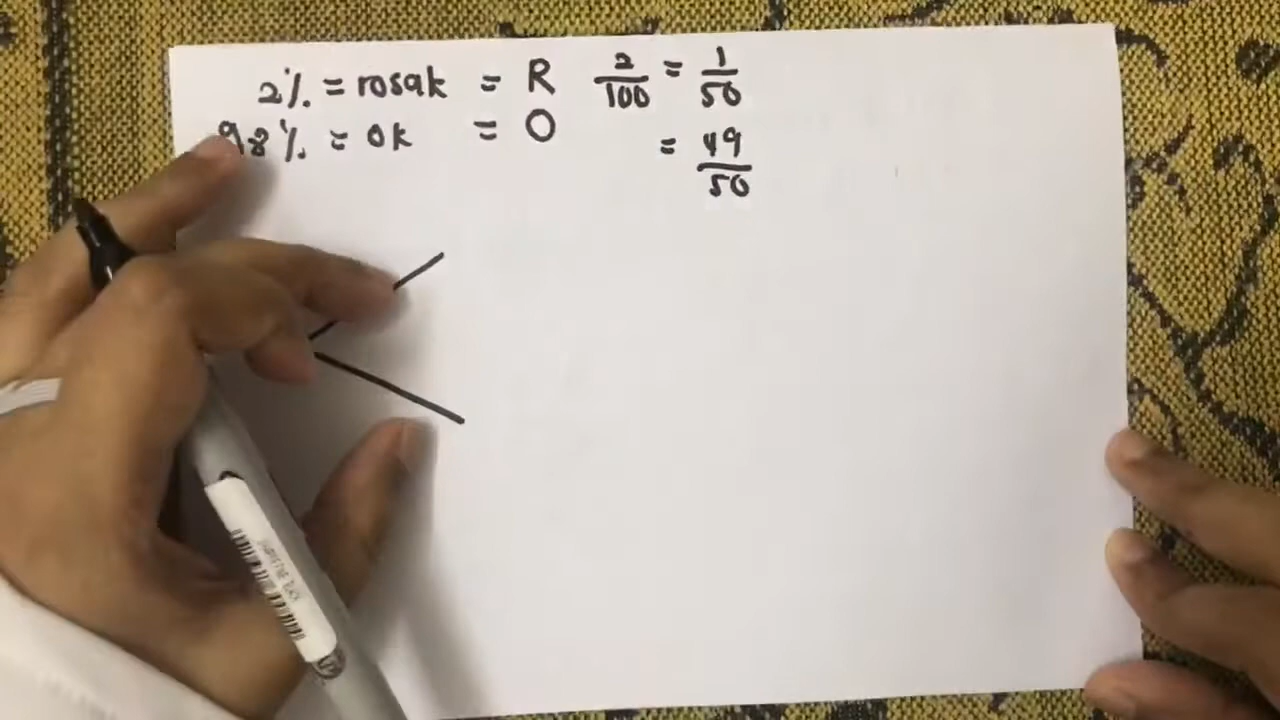 2% = rosak = R 2/100 = 1/50
98% = ok = O = 49/50